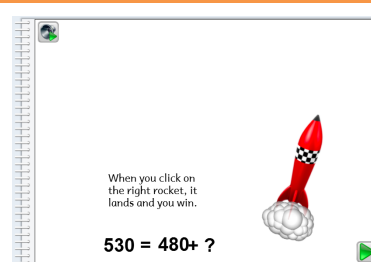 When you click on
the right rocket, it
lands and you win.
530 = 480+ ?